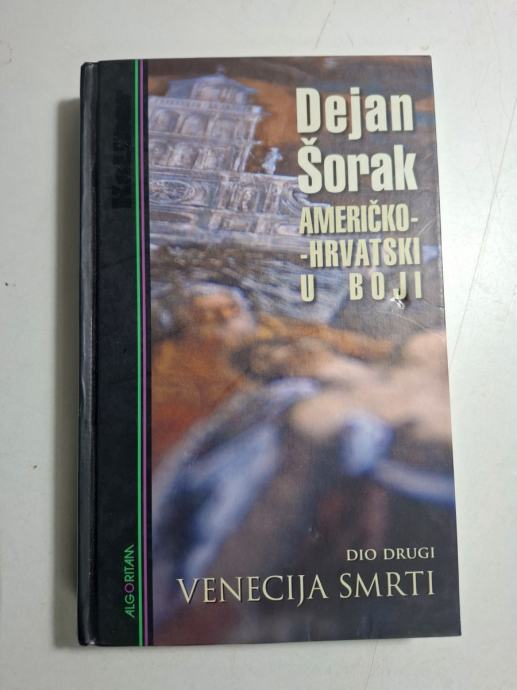 Dejan
Šorak
AMERIČKO-
-HRVATSKI
U BOJI
DIO DRUGI
VENECIJA SMRTI
ALGORITAM